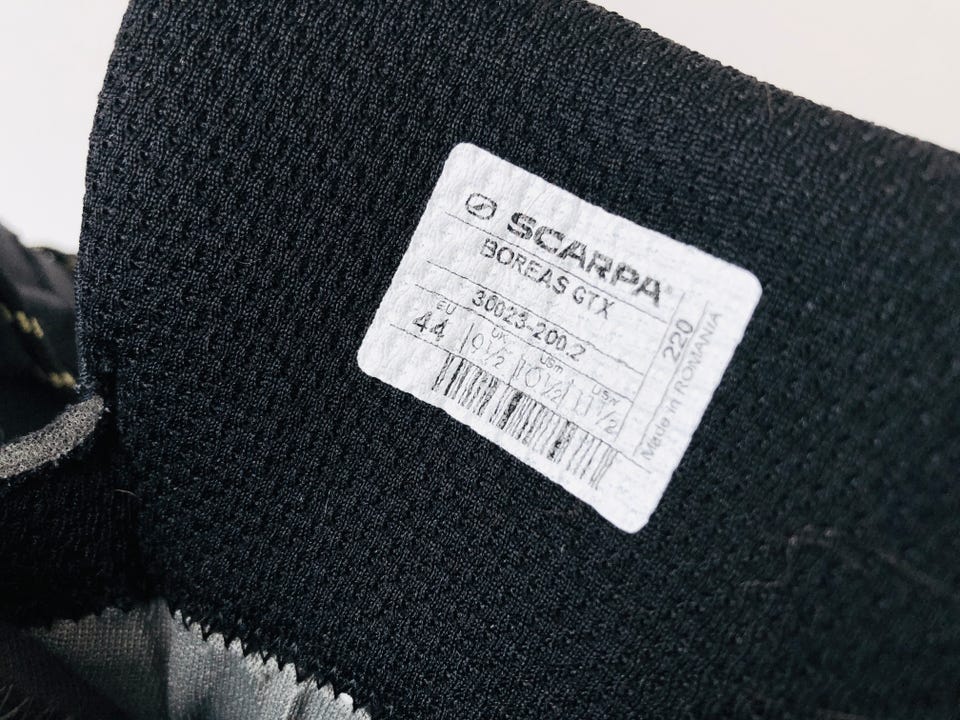 SCARPA
BOREAS GTX
30023-200.2
EU UK USm USw
44 9½ 10½ 11½
220
Made in ROMANIA